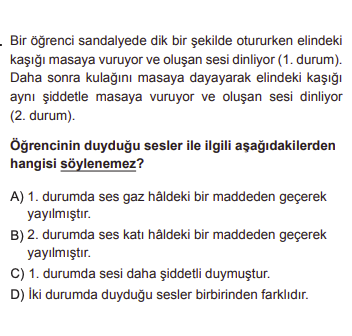 . Bir öğrenci sandalyede dik bir şekilde otururken elindeki
kaşığı masaya vuruyor ve oluşan sesi dinliyor (1. durum).
Daha sonra kulağını masaya dayayarak elindeki kaşığı
aynı şiddetle masaya vuruyor ve oluşan sesi dinliyor
(2. durum).
Öğrencinin duyduğu sesler ile ilgili aşağıdakilerden
hangisi söylenemez?
A) 1. durumda ses gaz hâldeki bir maddeden geçerek
yayılmıştır.
B) 2. durumda ses katı hâldeki bir maddeden geçerek
yayılmıştır.
C) 1. durumda sesi daha şiddetli duymuştur.
D) İki durumda duyduğu sesler birbirinden farklıdır.